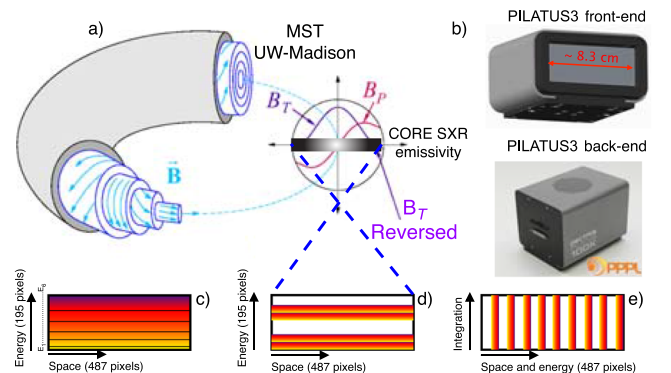 a)
MST
UW-Madison
b)
PILATUS3 front-end
~ 8.3 cm
B_T
B_P
CORE SXR
emissivity
B
PILATUS3 back-end
B_T
Reversed
100K
PPPL
Energy (195 pixels)
c)
Space (487 pixels)
Energy (195 pixels)
d)
Space (487 pixels)
Integration
e)
Space and energy (487 pixels)